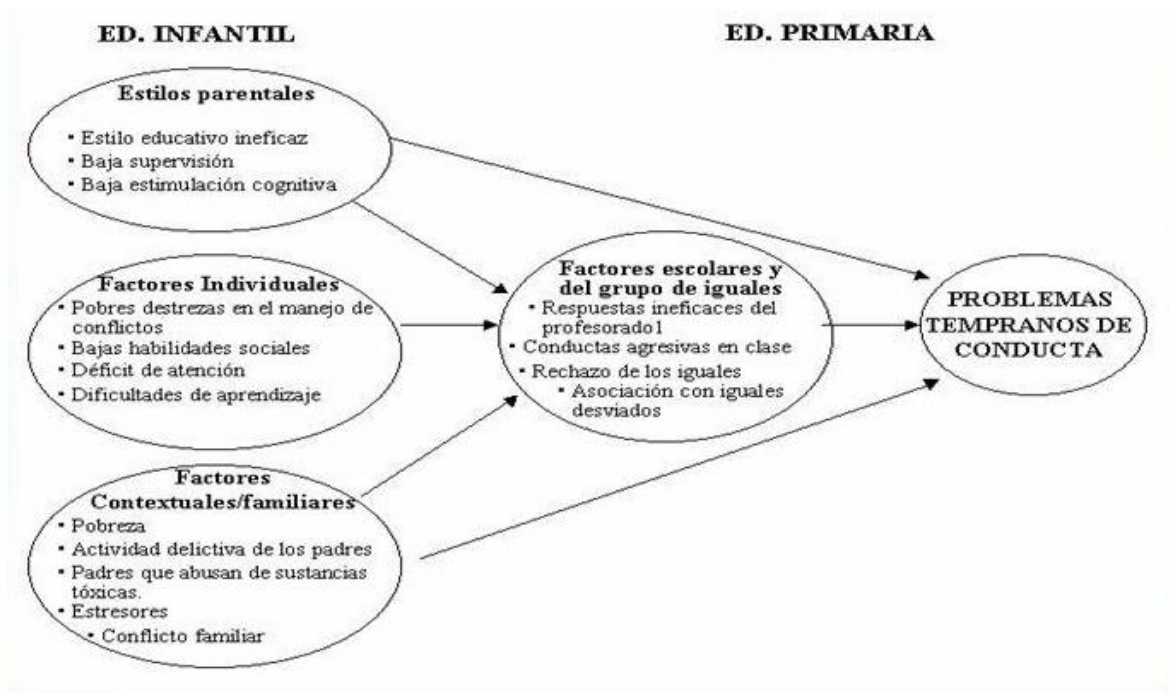 ED. INFANTIL
ED. PRIMARIA
Estilos parentales
▪ Estilo educativo ineficaz
▪ Baja supervisión
▪ Baja estimulación cognitiva
Factores Individuales
▪ Pobres destrezas en el manejo de
conflictos
▪ Bajas habilidades sociales
▪ Déficit de atención
▪ Dificultades de aprendizaje
Factores
Contextuales/familiares
▪ Pobreza
▪ Actividad delictiva de los padres
▪ Padres que abusan de sustancias
tóxicas.
▪ Estresores
▪ Conflicto familiar
Factores escolares y
del grupo de iguales
▪ Respuestas ineficaces del
profesorado1
▪ Conductas agresivas en clase
▪ Rechazo de los iguales
▪ Asociación con iguales
desviados
PROBLEMAS
TEMPRANOS DE
CONDUCTA